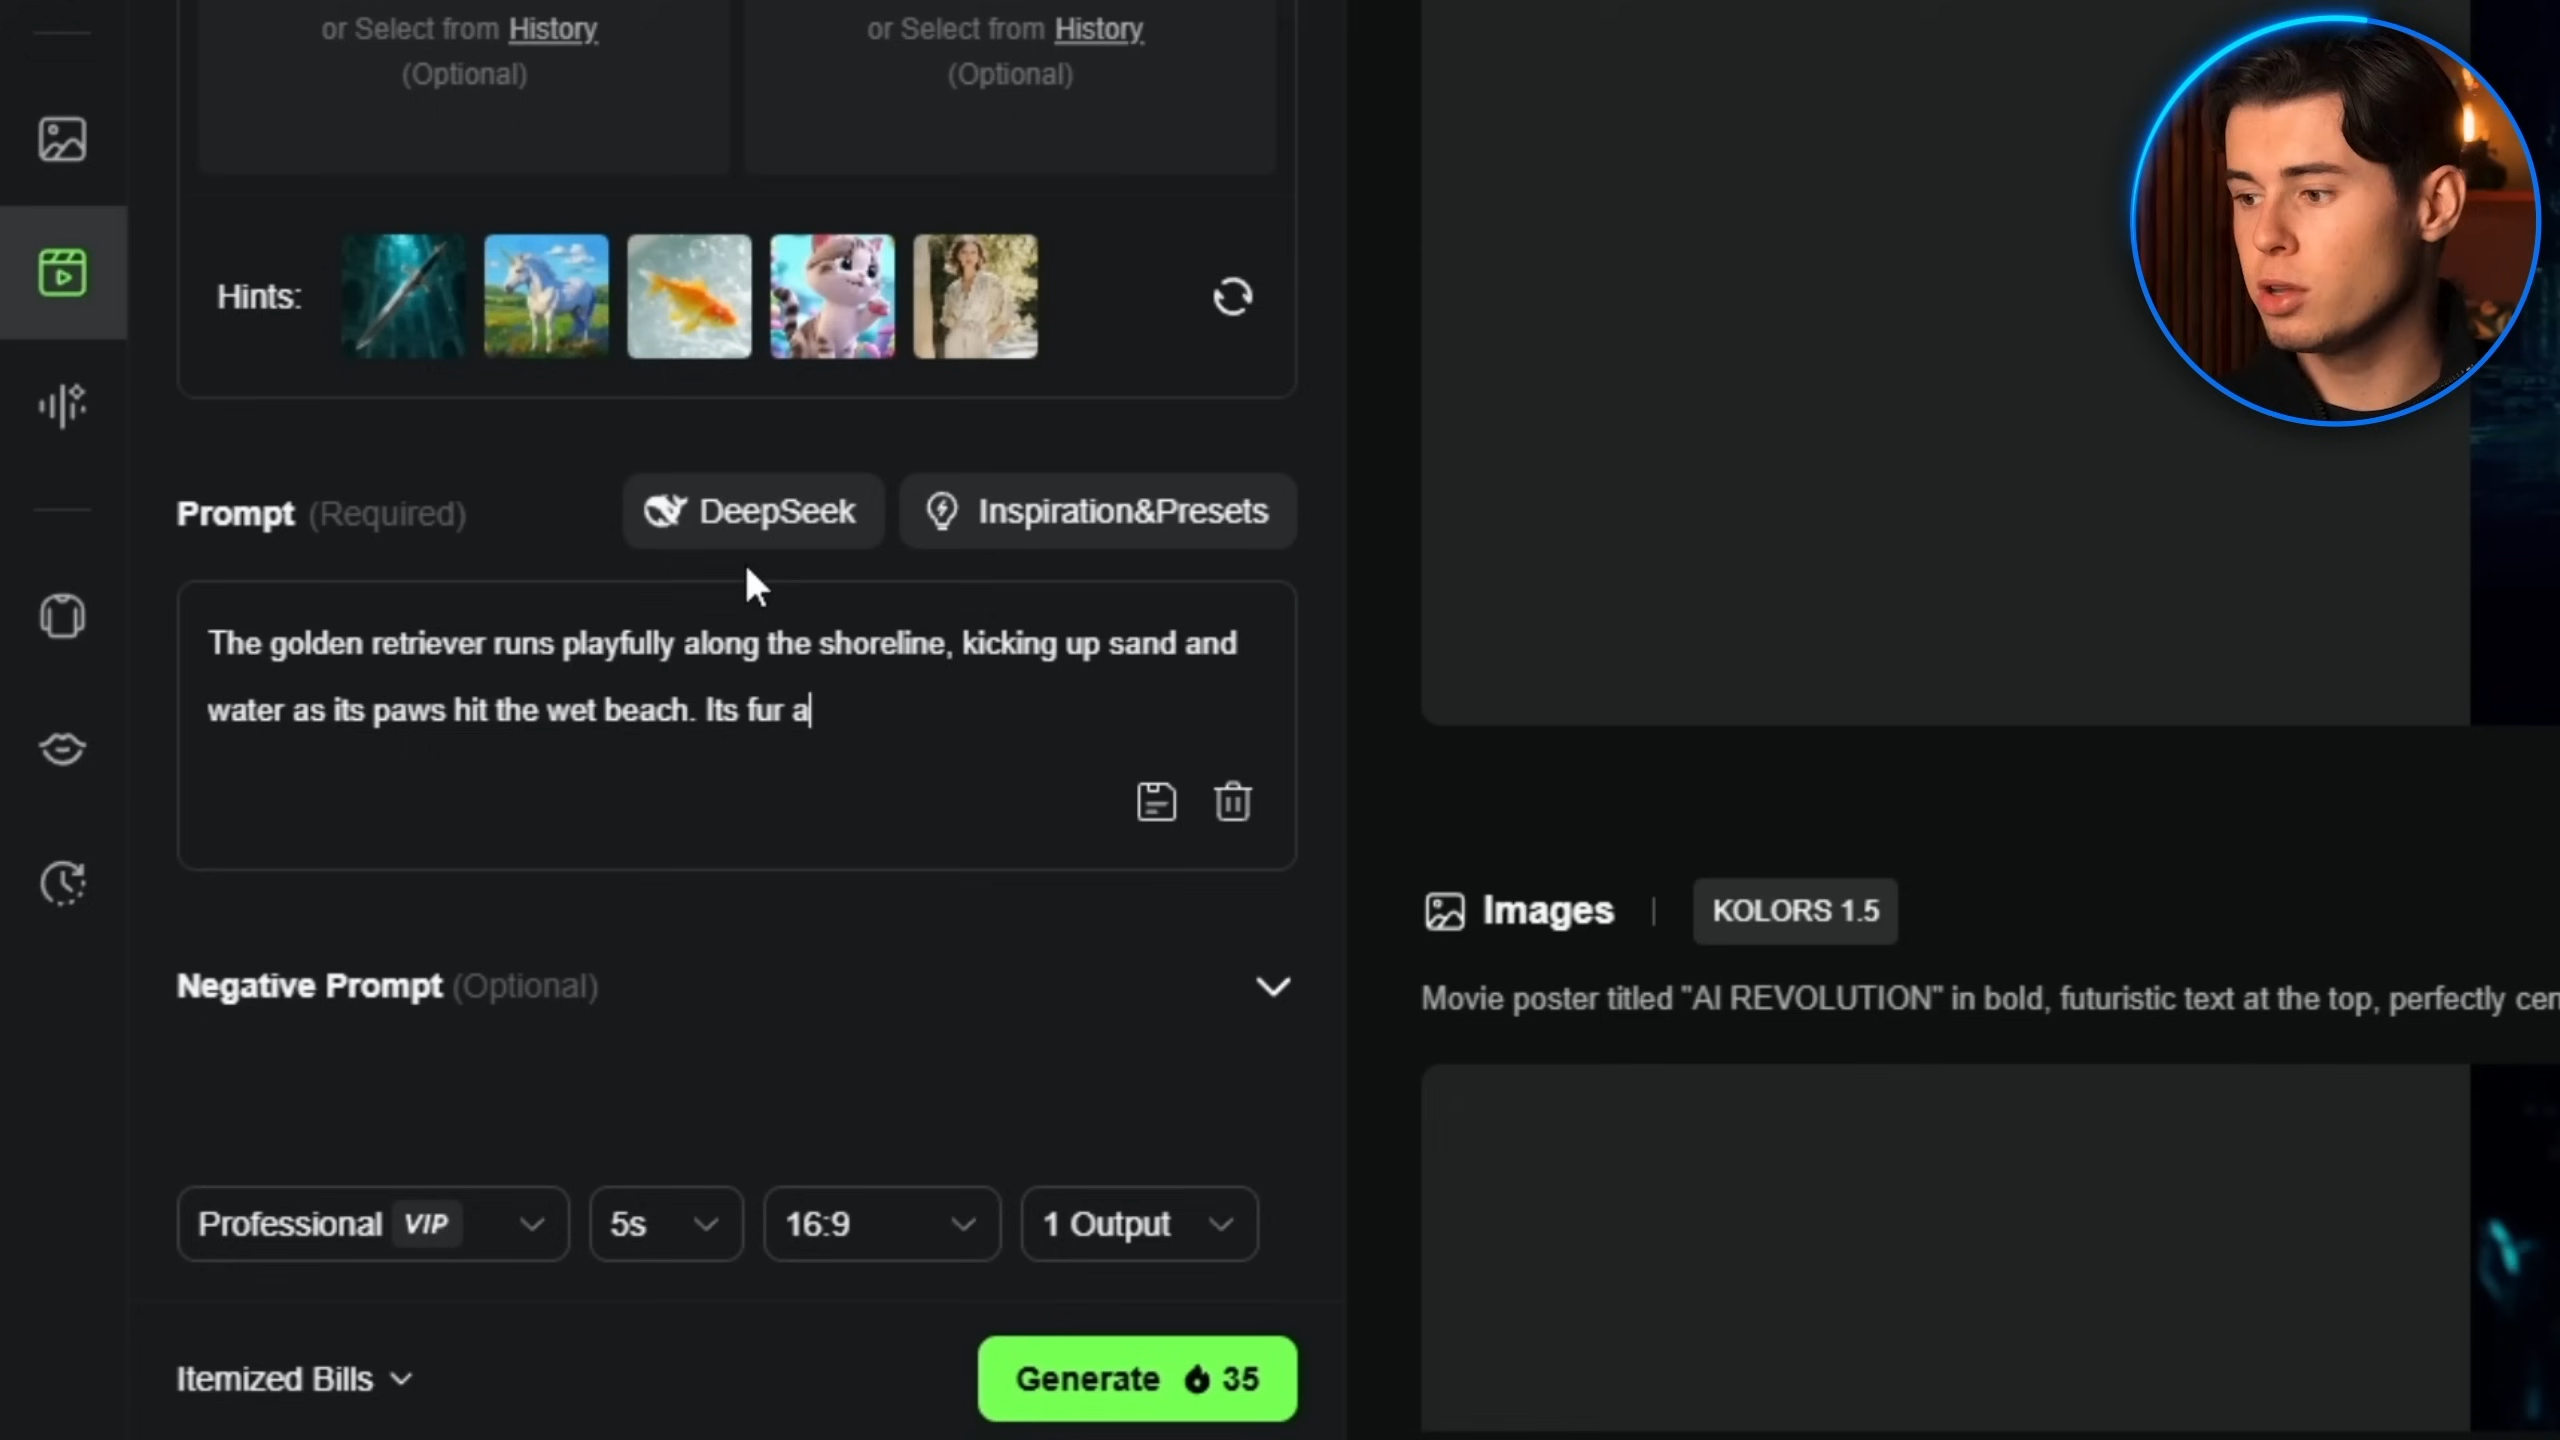 or Select from History
(Optional)
or Select from History
(Optional)
Hints:
Prompt (Required)
DeepSeek
Inspiration&Presets
The golden retriever runs playfully along the shoreline, kicking up sand and
water as its paws hit the wet beach. Its fur a
Negative Prompt (Optional)
Professional VIP
5s
16:9
1 Output
Itemized Bills
Generate 35
Images | KOLORS 1.5
Movie poster titled "AI REVOLUTION" in bold, futuristic text at the top, perfectly cen